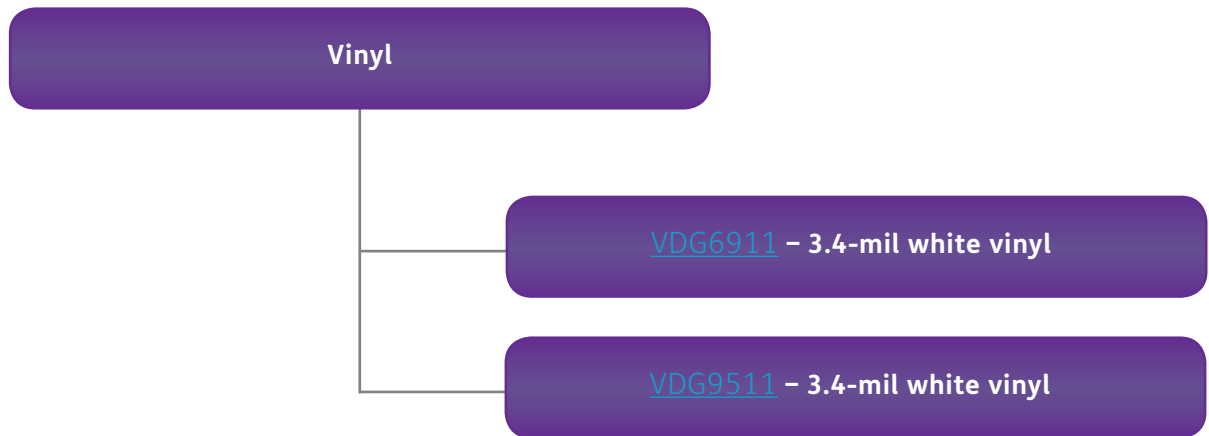 Vinyl
VDG6911 – 3.4-mil white vinyl
VDG9511 – 3.4-mil white vinyl